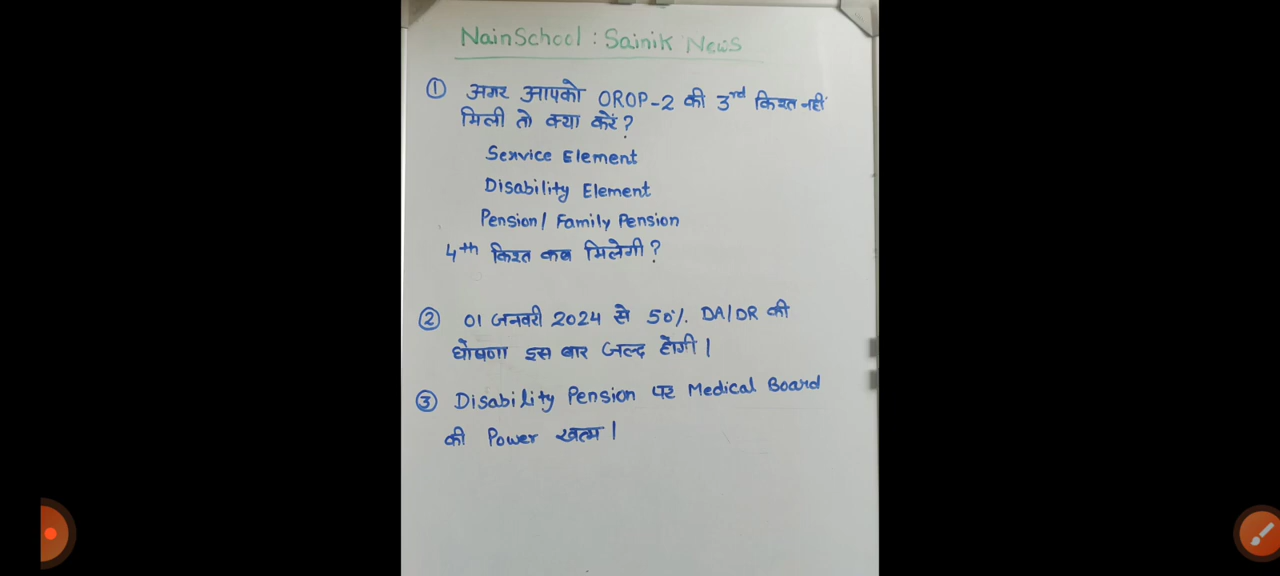 NainSchool : Sainik News
① अगर आपको OROP-2 की 3rd किश्त नहीं
मिली तो क्या करें?
Service Element
Disability Element
Pension/ Family Pension
4th किश्त कब मिलेगी?
② 01 जनवरी 2024 से 50%. DA/DR की
घोषणा इस बार जल्द होगी।
③ Disability Pension पर Medical Board
की Power खत्म।